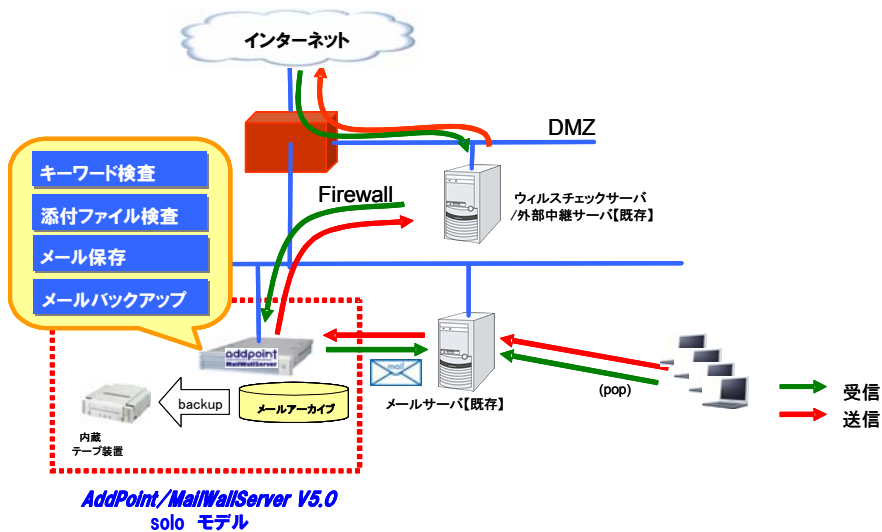 インターネット
DMZ
キーワード検査
添付ファイル検査
メール保存
メールバックアップ
Firewall
ウィルスチェックサーバ
/外部中継サーバ【既存】
addpoint
MailWallServer
mail
(pop)
受信
送信
メールサーバ【既存】
backup
メールアーカイブ
内蔵
テープ装置
AddPoint/MailWallServer V5.0
solo モデル